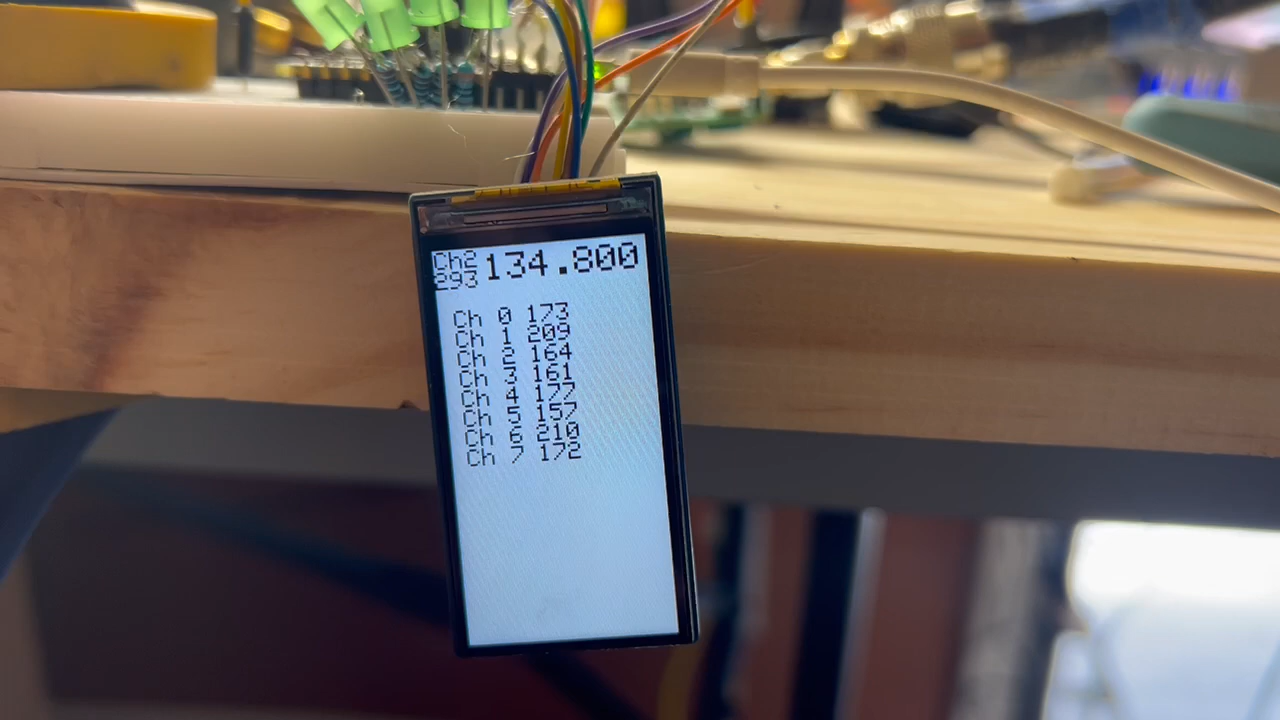 Ch2 134.800
293
Ch 0 173
Ch 1 209
Ch 2 164
Ch 3 161
Ch 4 177
Ch 5 157
Ch 6 210
Ch 7 172